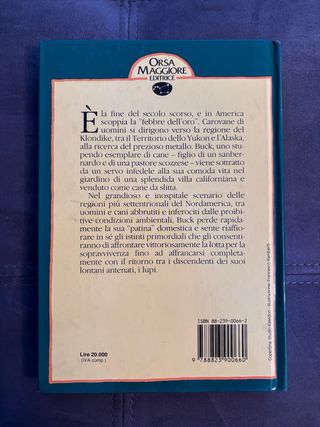 ORSA
MAGGIORE
EDITRICE
È la fine del secolo scorso, e in America
scoppia la "febbre dell'oro". Carovane di
uomini si dirigono verso la regione del
Klondike, tra il Territorio dello Yukon e l'Alaska,
alla ricerca del prezioso metallo. Buck, uno stu-
pendo esemplare di cane – figlio di un sanber-
nardo e di una pastore scozzese – viene sottratto
da un servo infedele alla sua comoda vita nel
giardino di una splendida villa californiana e
venduto come cane da slitta.
Nel grandioso e inospitale scenario delle
regioni più settentrionali del Nordamerica, tra
uomini e cani abbrutiti e inferociti dalle proibi-
tive condizioni ambientali, Buck perde rapida-
mente la sua "patina" domestica e sente riaffio-
rare in sé gli istinti primordiali che gli consenti-
ranno di affrontare vittoriosamente la lotta per la
sopravvivenza fino ad affrancarsi completa-
mente con il ritorno tra i discendenti dei suoi
lontani antenati, i lupi.
ISBN 88-239-0066-2
9 788823 900660
Lire 20.000
(IVA comp.)